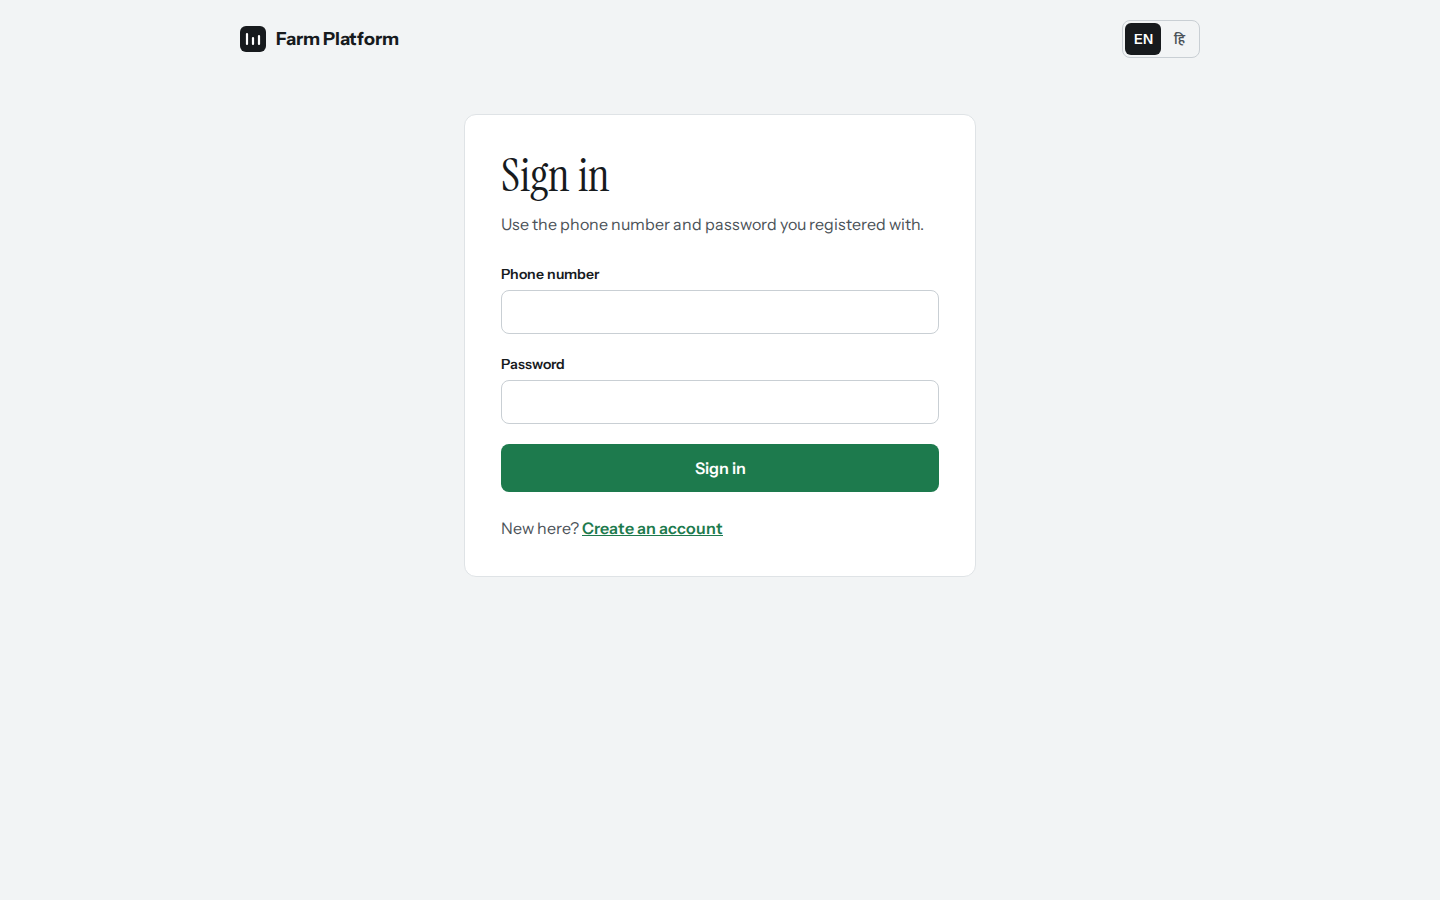 Farm Platform
EN हि
Sign in
Use the phone number and password you registered with.
Phone number
Password
Sign in
New here? Create an account